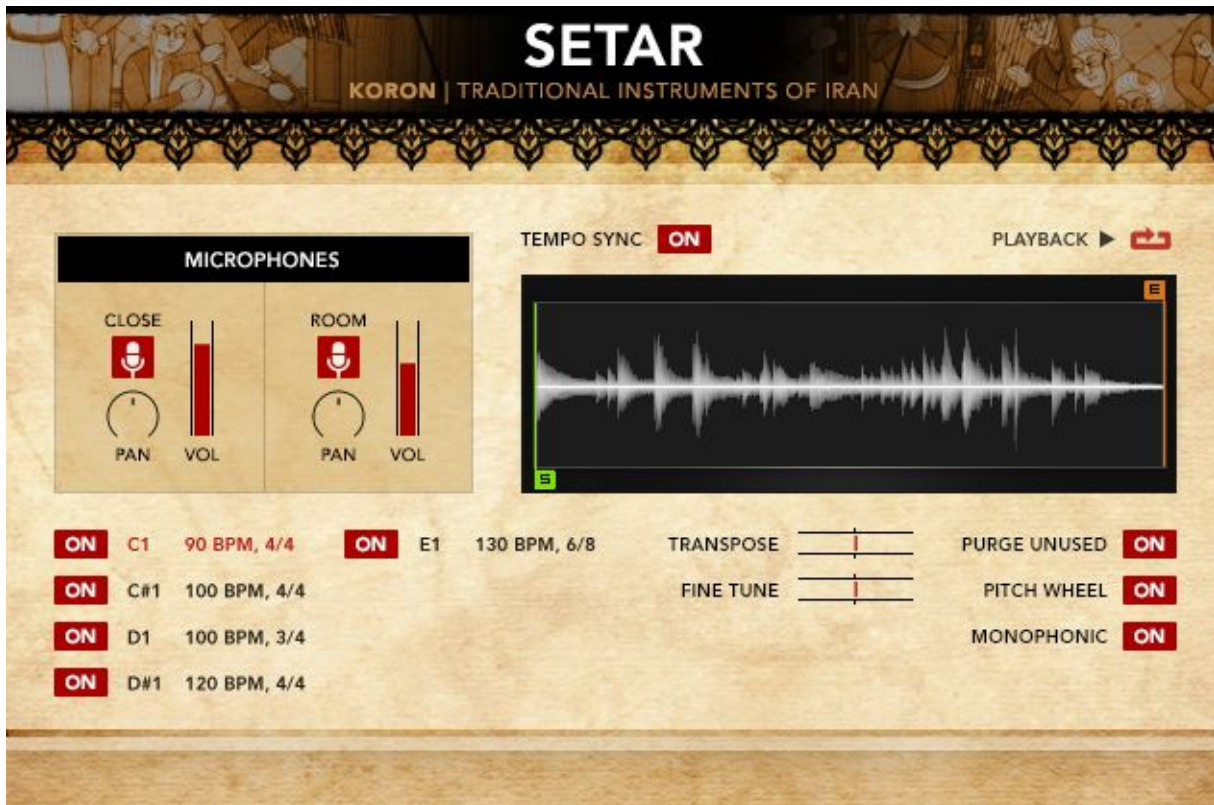 SETAR
KORON | TRADITIONAL INSTRUMENTS OF IRAN
MICROPHONES
CLOSE
PAN VOL
ROOM
PAN VOL
TEMPO SYNC ON
PLAYBACK
E
S
ON C1 90 BPM, 4/4
ON C#1 100 BPM, 4/4
ON D1 100 BPM, 3/4
ON D#1 120 BPM, 4/4
ON E1 130 BPM, 6/8
TRANSPOSE
FINE TUNE
PURGE UNUSED ON
PITCH WHEEL ON
MONOPHONIC ON